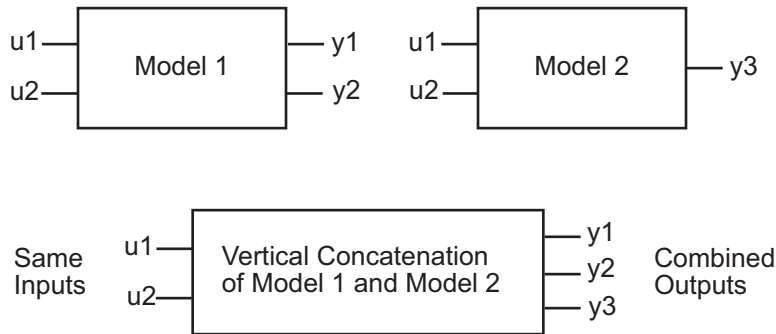 u1
u2
Model 1
y1
y2
u1
u2
Model 2
y3
Same
Inputs
u1
u2
Vertical Concatenation
of Model 1 and Model 2
y1
y2
y3
Combined
Outputs